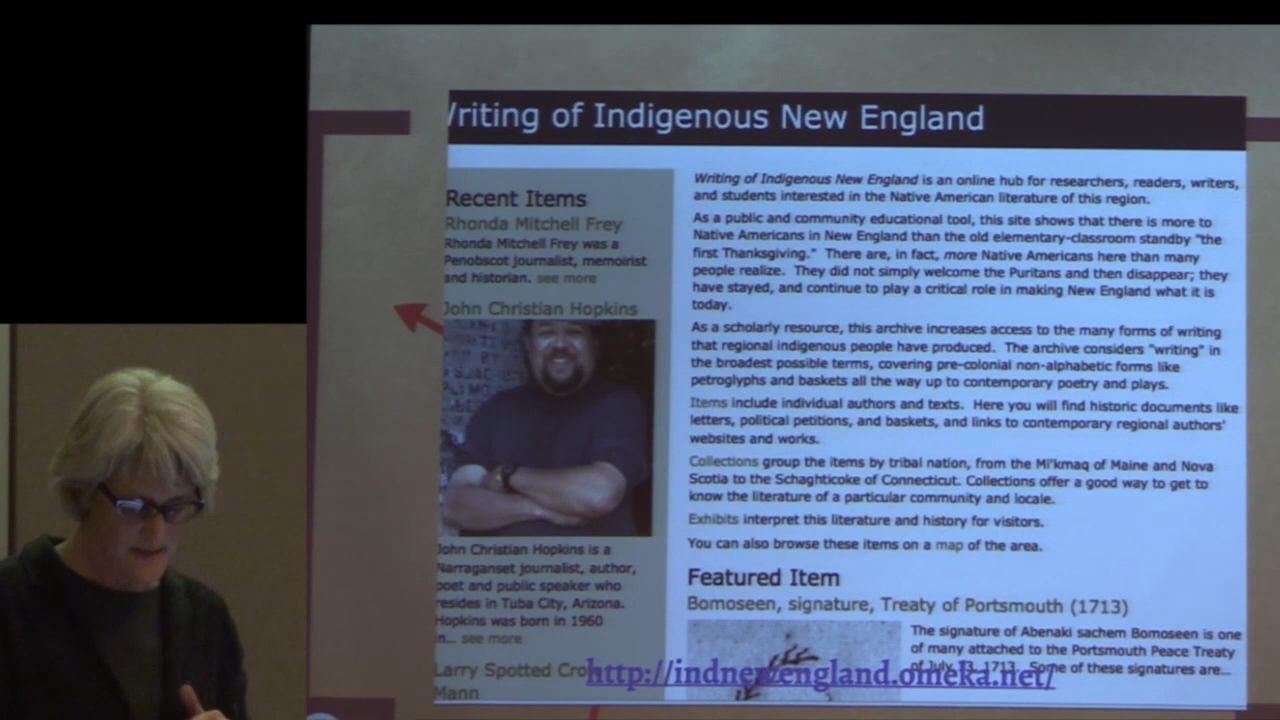 Writing of Indigenous New England
Recent Items
Rhonda Mitchell Frey
Rhonda Mitchell Frey was a
Penobscot journalist, memoirist
and historian. see more
John Christian Hopkins
John Christian Hopkins is a
Narraganset journalist, author,
poet and public speaker who
resides in Tuba City, Arizona.
Hopkins was born in 1960
in... see more
Larry Spotted Cro
Mann
Writing of Indigenous New England is an online hub for researchers, readers, writers,
and students interested in the Native American literature of this region.
As a public and community educational tool, this site shows that there is more to
Native Americans in New England than the old elementary-classroom standby "the
first Thanksgiving." There are, in fact, more Native Americans here than many
people realize. They did not simply welcome the Puritans and then disappear; they
have stayed, and continue to play a critical role in making New England what it is
today.
As a scholarly resource, this archive increases access to the many forms of writing
that regional indigenous people have produced. The archive considers "writing" in
the broadest possible terms, covering pre-colonial non-alphabetic forms like
petroglyphs and baskets all the way up to contemporary poetry and plays.
Items include individual authors and texts. Here you will find historic documents like
letters, political petitions, and baskets, and links to contemporary regional authors'
websites and works.
Collections group the items by tribal nation, from the Mi'kmaq of Maine and Nova
Scotia to the Schaghticoke of Connecticut. Collections offer a good way to get to
know the literature of a particular community and locale.
Exhibits interpret this literature and history for visitors.
You can also browse these items on a map of the area.
Featured Item
Bomoseen, signature, Treaty of Portsmouth (1713)
The signature of Abenaki sachem Bomoseen is one
of many attached to the Portsmouth Peace Treaty
of July 13, 1713. Some of these signatures are...
http://indnewengland.omeka.net/